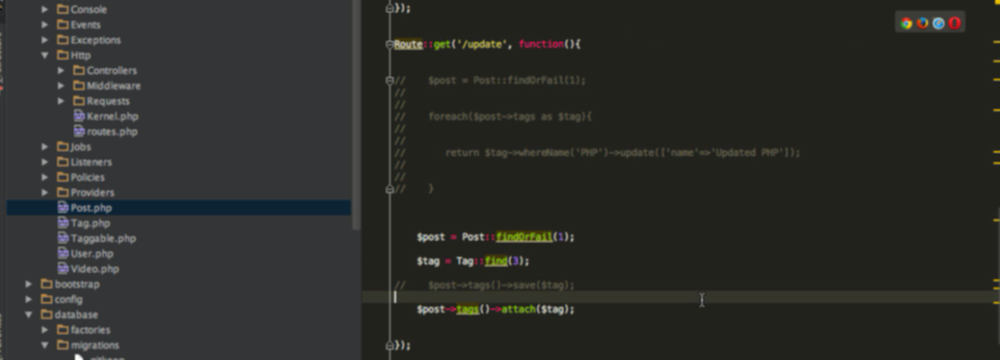 Console
Events
Exceptions
Http
Controllers
Middleware
Requests
Kernel.php
routes.php
Jobs
Listeners
Policies
Providers
Post.php
Tag.php
Taggable.php
User.php
Video.php
bootstrap
config
database
factories
migrations
});
Route::get('/update', function(){
//    $post = Post::findOrFail(1);
//
//
//    foreach($post->tags as $tag){
//
//
//       return $tag->whereName('PHP')->update(['name'=>'Updated PHP']);
//
//
//    }
$post = Post::findOrFail(1);
$tag = Tag::find(3);
//    $post->tags()->save($tag);
$post->tags()->attach($tag);
});